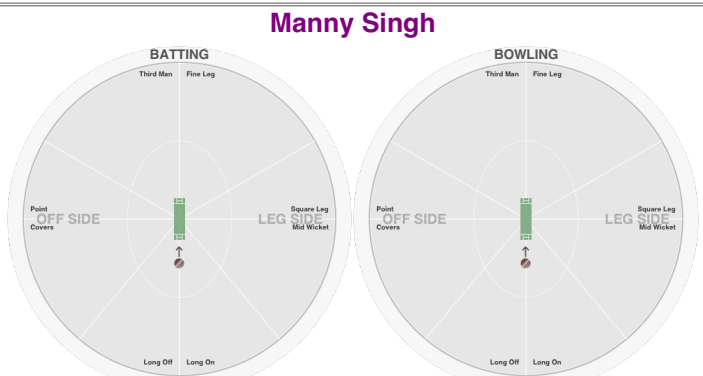 Manny Singh
BATTING
Third Man Fine Leg
Point
OFF SIDE
Covers
Square Leg
LEG SIDE
Mid Wicket
Long Off Long On
BOWLING
Third Man Fine Leg
Point
OFF SIDE
Covers
Square Leg
LEG SIDE
Mid Wicket
Long Off Long On